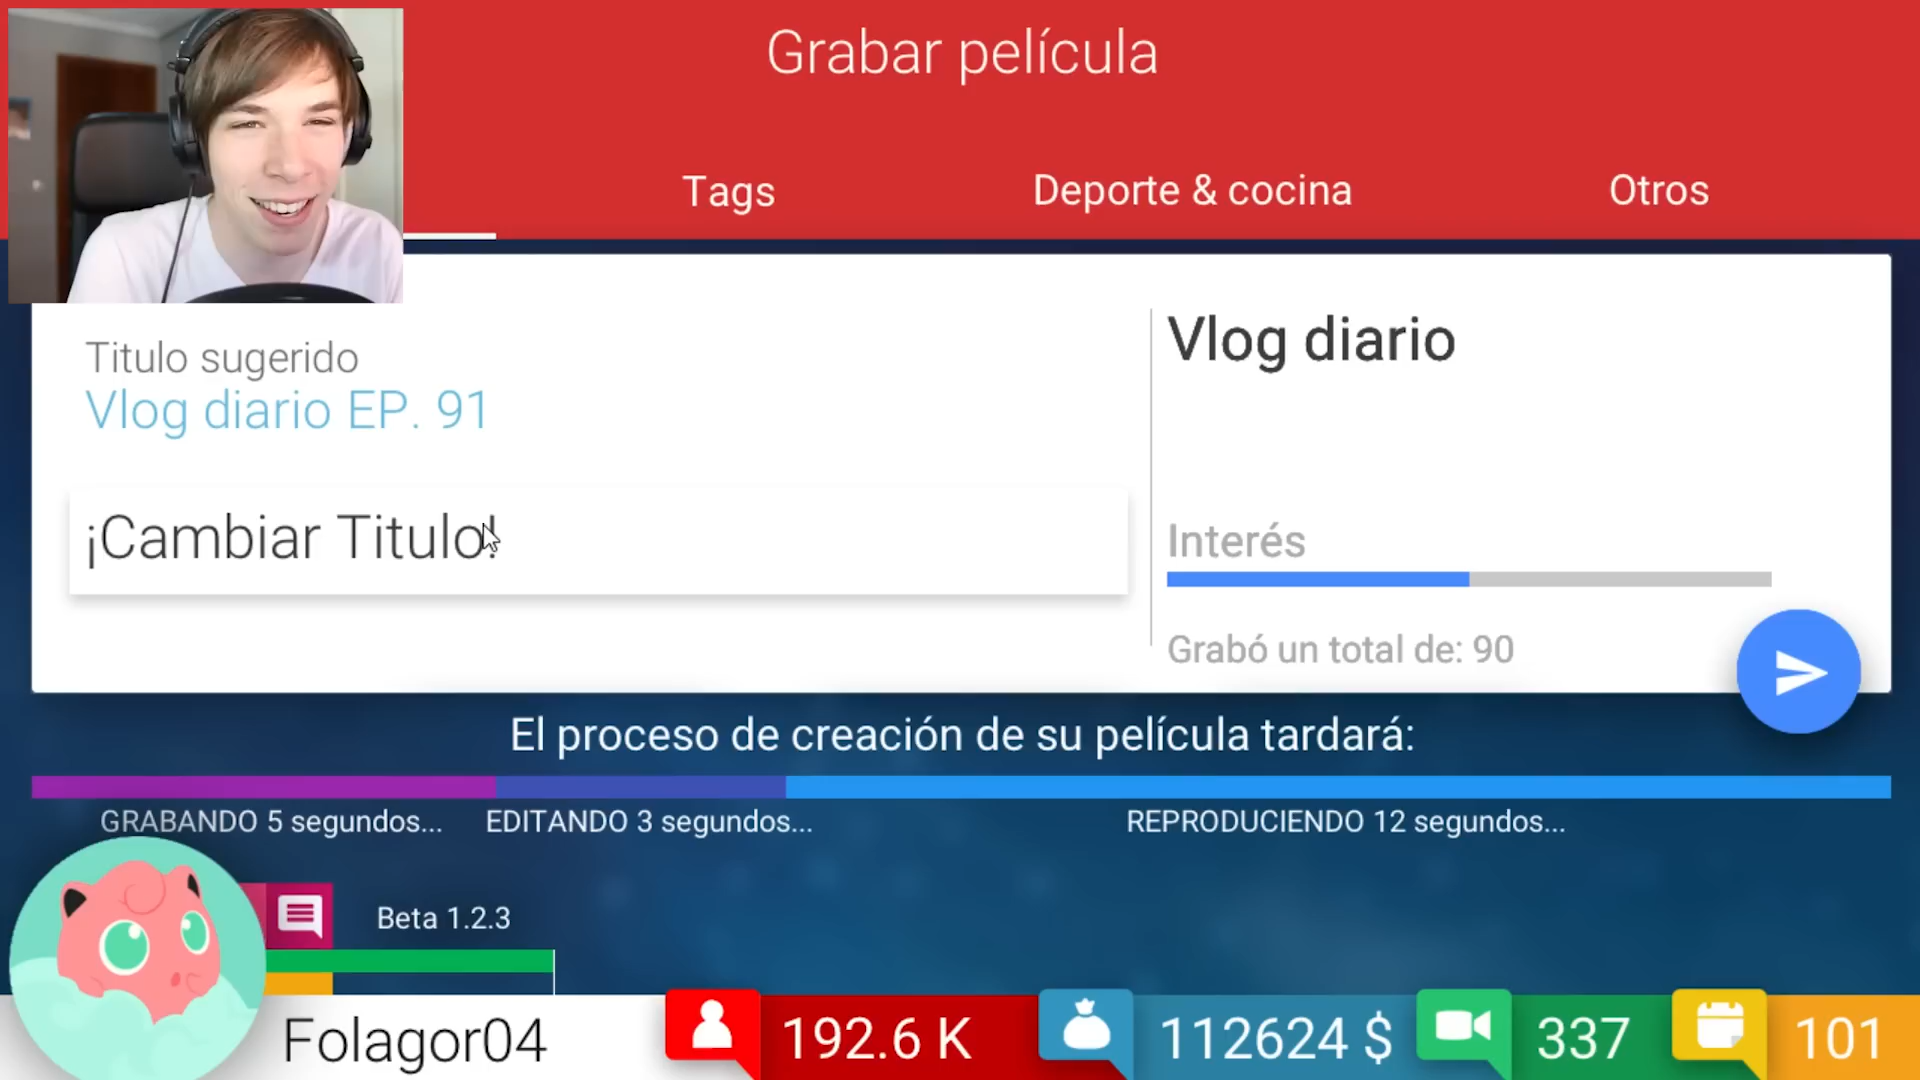 Grabar película
Tags
Deporte & cocina
Otros
Titulo sugerido
Vlog diario EP. 91
¡Cambiar Titulo!
Vlog diario
Interés
Grabó un total de: 90
El proceso de creación de su película tardará:
GRABANDO 5 segundos...
EDITANDO 3 segundos...
REPRODUCIENDO 12 segundos...
Beta 1.2.3
Folagor04
192.6 K
112624 $
337
101